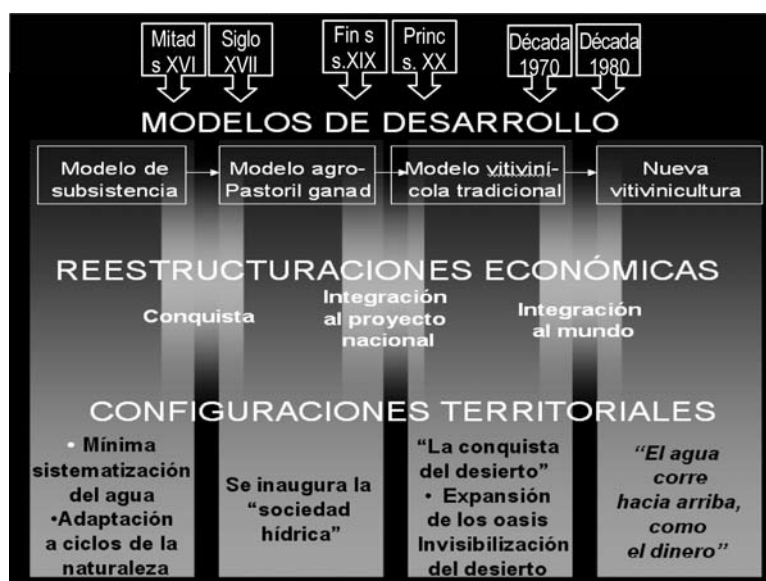 Mitad
s XVI
Siglo
XVII
Fin s
s.XIX
Princ
s. XX
Década
1970
Década
1980
MODELOS DE DESARROLLO
Modelo de
subsistencia
Modelo agro-
Pastoril ganad
Modelo vitiviní-
cola tradicional
Nueva
vitivinicultura
REESTRUCTURACIONES ECONÓMICAS
Conquista
Integración
al proyecto
nacional
Integración
al mundo
CONFIGURACIONES TERRITORIALES
• Mínima
sistematización
del agua
•Adaptación
a ciclos de la
naturaleza
Se inaugura la
“sociedad
hídrica”
“La conquista
del desierto”
• Expansión
de los oasis
Invisibilización
del desierto
“El agua
corre
hacia arriba,
como
el dinero”